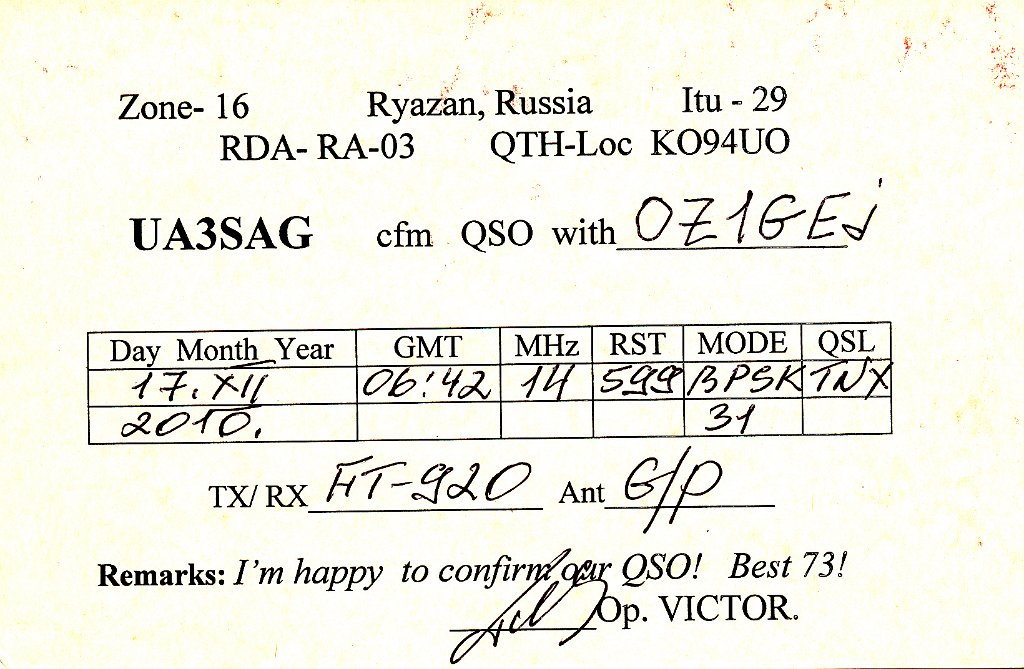 Zone- 16 Ryazan, Russia Itu - 29
RDA- RA-03 QTH-Loc KO94UO
UA3SAG cfm QSO with OZ1GEj
Day Month Year GMT MHz RST MODE QSL
17. XII 06:42 14 599 BPSK TNX
2010. 31
TX/ RX FT-920 Ant G/P
Remarks: I'm happy to confirm our QSO! Best 73!
Op. VICTOR.